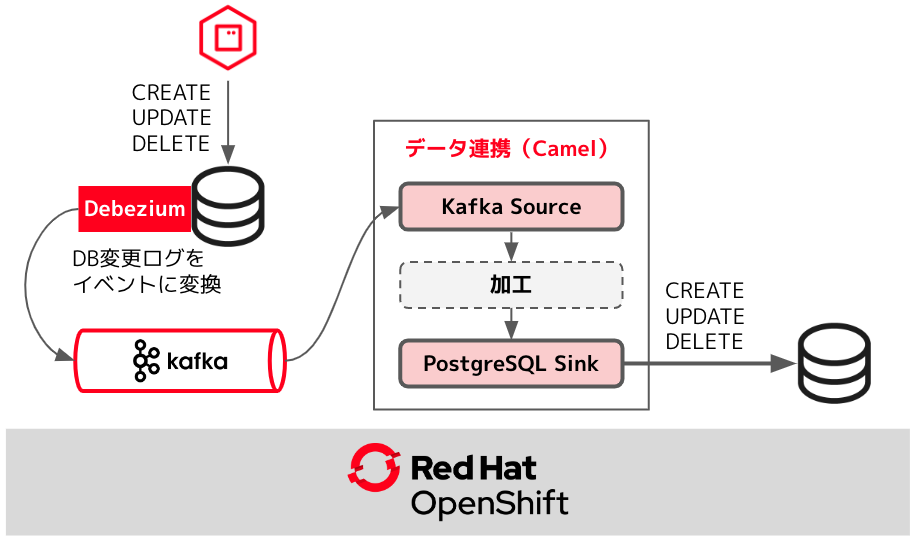 CREATE
UPDATE
DELETE
Debezium
DB変更ログを
イベントに変換
kafka
データ連携（Camel）
Kafka Source
加工
PostgreSQL Sink
CREATE
UPDATE
DELETE
Red Hat
OpenShift